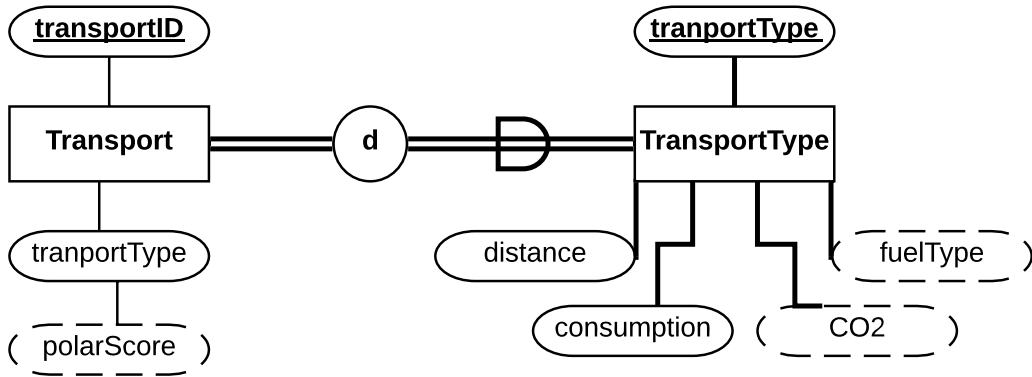 transportID
tranportType
Transport
d
TransportType
tranportType
distance
fuelType
consumption
CO2
polarScore